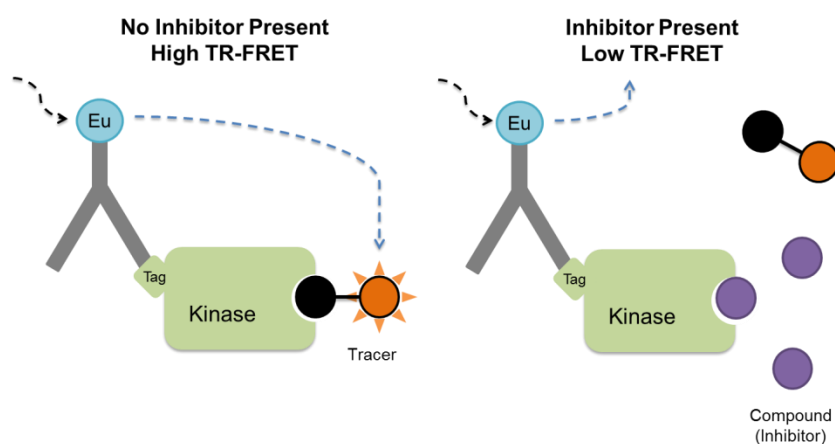 No Inhibitor Present
High TR-FRET
Eu
Tag
Kinase
Tracer
Inhibitor Present
Low TR-FRET
Eu
Tag
Kinase
Compound
(Inhibitor)